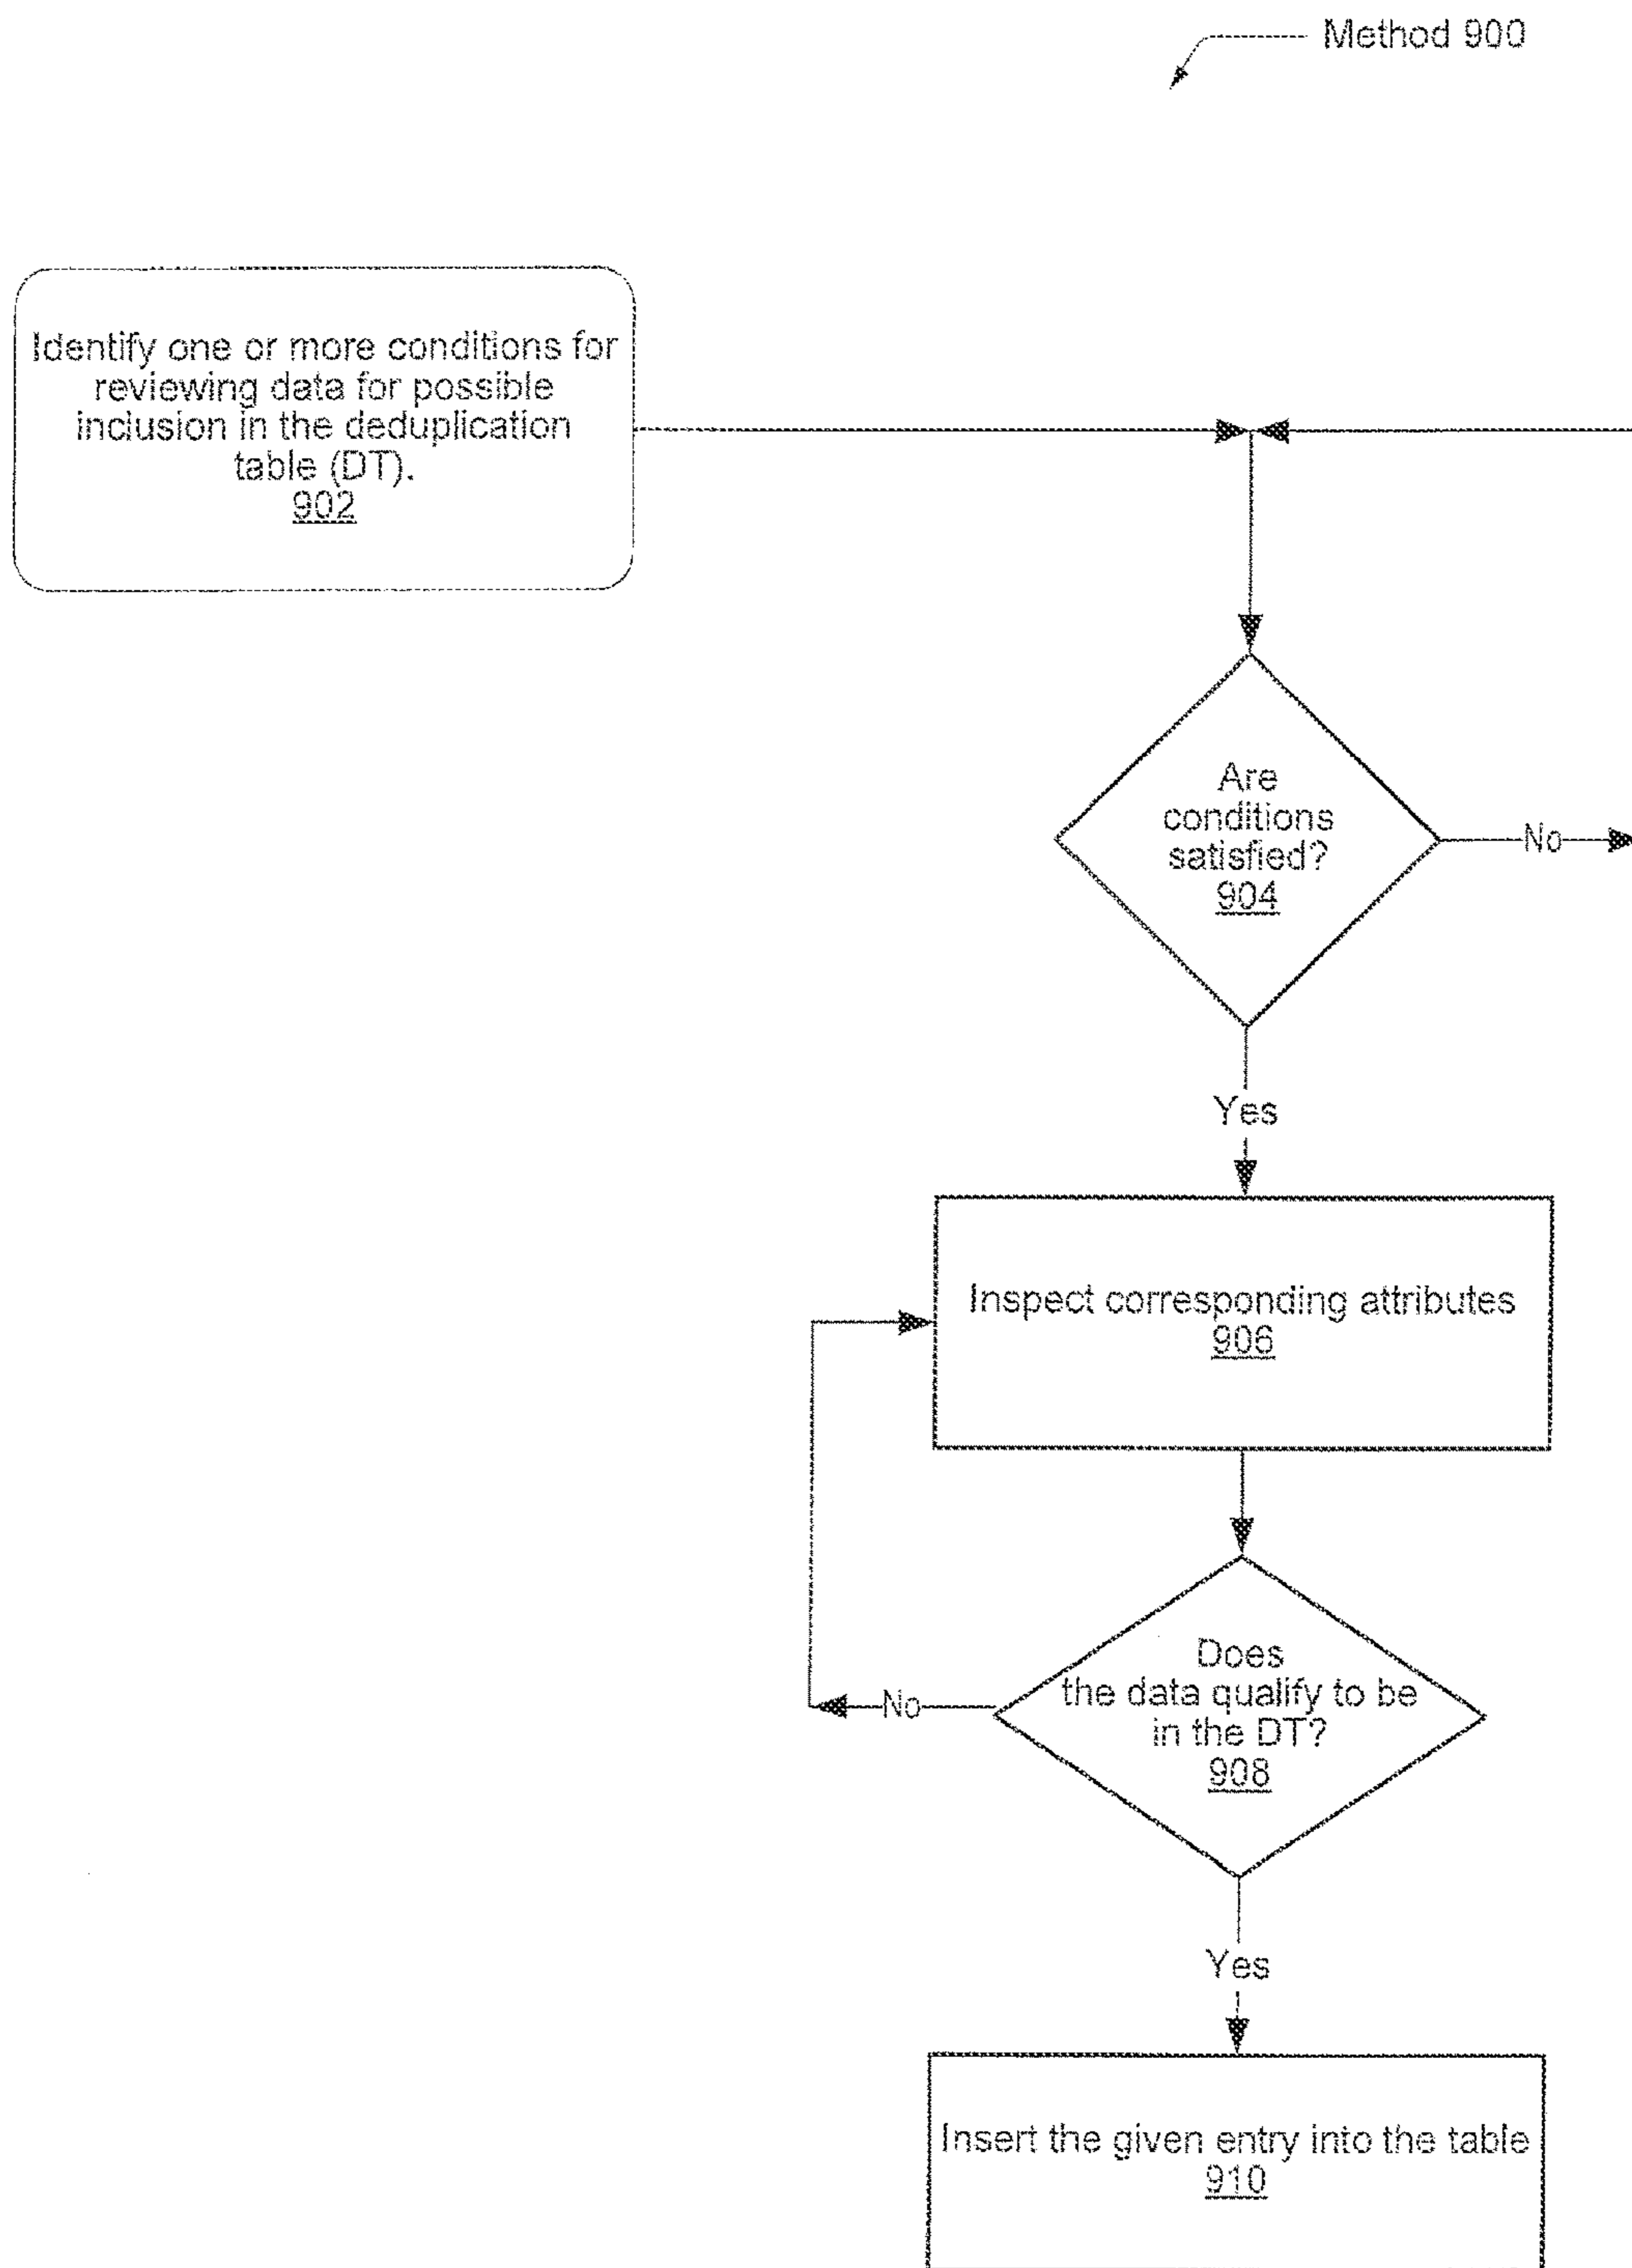 Method 900
Identify one or more conditions for
reviewing data for possible
inclusion in the deduplication
table (DT).
902
Are
conditions
satisfied?
904
No
Yes
Inspect corresponding attributes
906
Does
the data qualify to be
in the DT?
908
No
Yes
Insert the given entry into the table
910